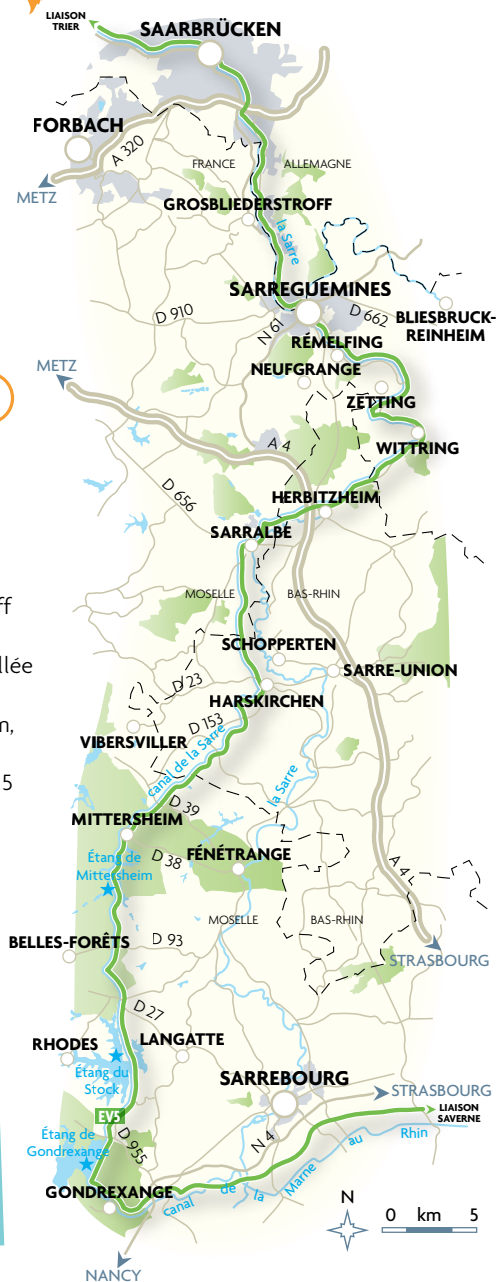 LIAISON
TRIER
SAARBRÜCKEN
FORBACH
A 320
METZ
FRANCE
ALLEMAGNE
GROSBLIEDERSTROFF
la Sarre
SARREGUEMINES
D 910
N 61
D 662
BLIESBRUCK-
REINHEIM
RÉMELFING
NEUFGRANGE
METZ
ZETTING
A 4
WITTRING
D 656
HERBITZHEIM
SARRALBE
ff
MOSELLE
BAS-RHIN
llée
SCHOPPERTEN
SARRE-UNION
D 23
HARSKIRCHEN
n,
D 153
VIBERSVILLER
canal de la Sarre
la Sarre
5
D 39
MITTERSHEIM
Étang de
Mittersheim
D 38
FÉNÉTRANGE
A 4
MOSELLE
BAS-RHIN
BELLES-FORÊTS
D 93
STRASBOURG
D 27
RHODES
LANGATTE
Étang du
Stock
SARREBOURG
STRASBOURG
EV5
LIAISON
SAVERNE
Étang de
Gondrexange
D 955
N 4
canal de la Marne au Rhin
GONDREXANGE
N
0 km 5
NANCY